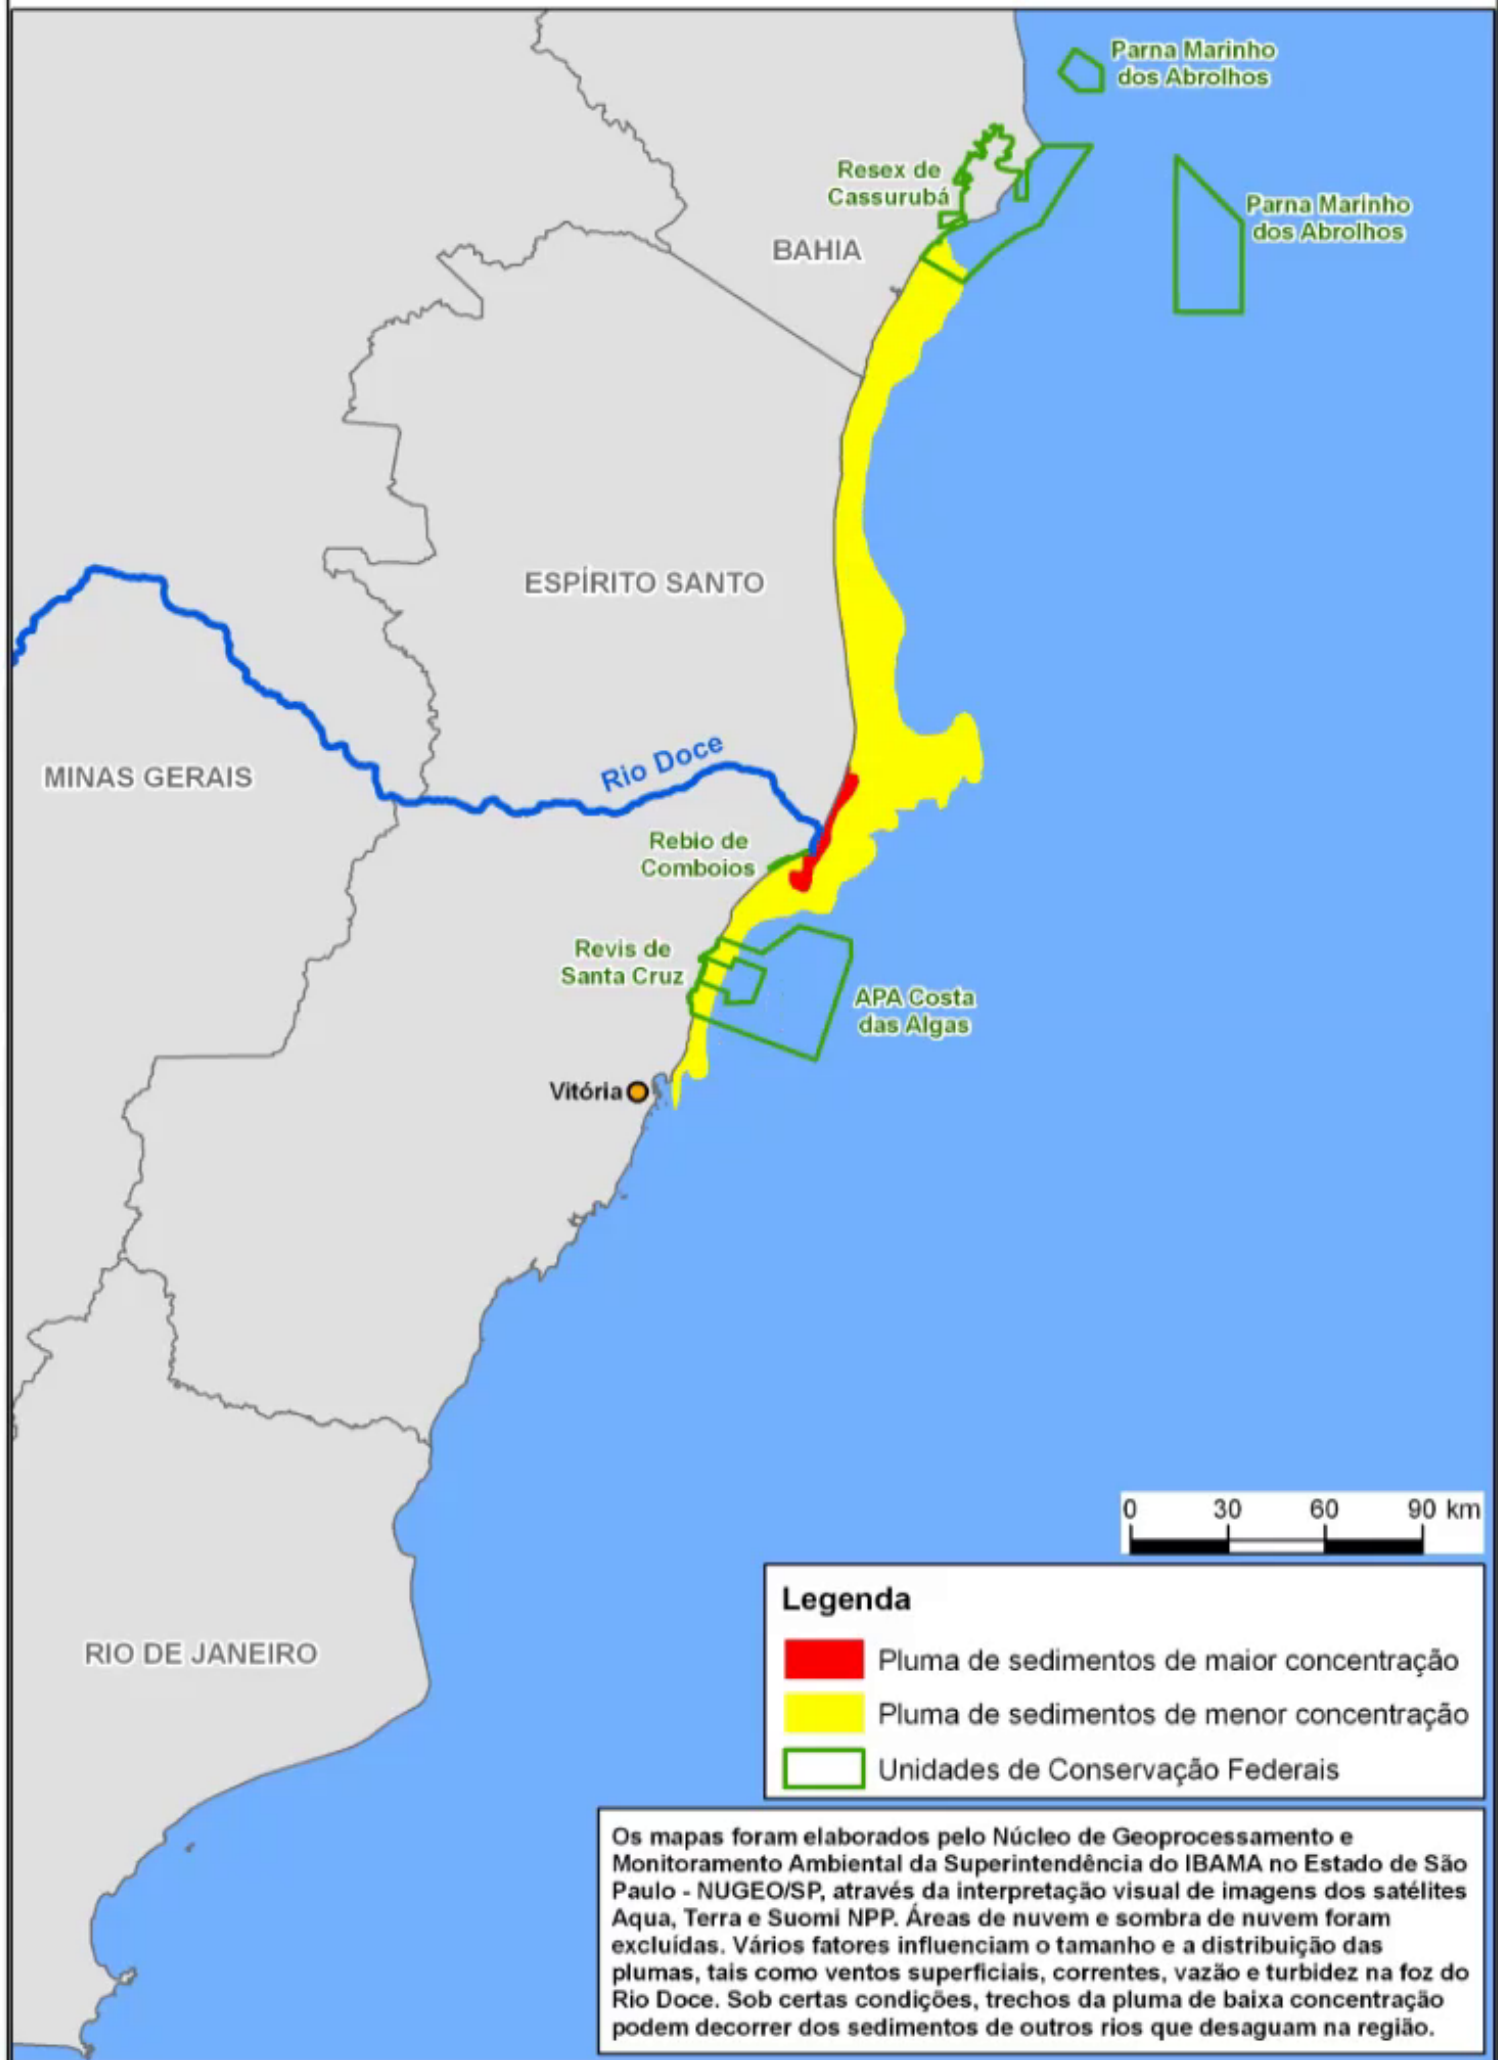 Parna Marinho
dos Abrolhos
Resex de
Cassurubá
Parna Marinho
dos Abrolhos
BAHIA
ESPÍRITO SANTO
Rio Doce
MINAS GERAIS
Rebio de
Comboios
Revis de
Santa Cruz
APA Costa
das Algas
Vitória
0 30 60 90 km
Legenda
Pluma de sedimentos de maior concentração
Pluma de sedimentos de menor concentração
Unidades de Conservação Federais
RIO DE JANEIRO
Os mapas foram elaborados pelo Núcleo de Geoprocessamento e
Monitoramento Ambiental da Superintendência do IBAMA no Estado de São
Paulo - NUGEO/SP, através da interpretação visual de imagens dos satélites
Aqua, Terra e Suomi NPP. Áreas de nuvem e sombra de nuvem foram
excluídas. Vários fatores influenciam o tamanho e a distribuição das
plumas, tais como ventos superficiais, correntes, vazão e turbidez na foz do
Rio Doce. Sob certas condições, trechos da pluma de baixa concentração
podem decorrer dos sedimentos de outros rios que desaguam na região.